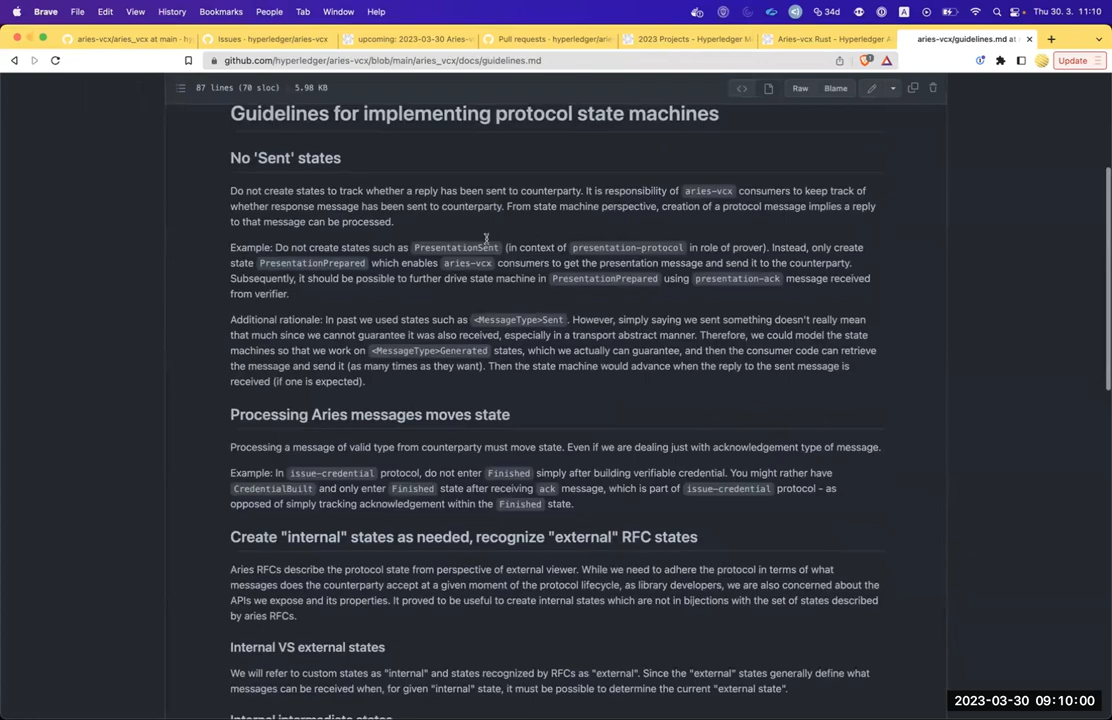 Brave File Edit View History Bookmarks People Tab Window Help 34d A Thu 30. 3. 11:10
aries-vcx/aries_vcx at main · h Issues · hyperledger/aries-vcx upcoming: 2023-03-30 Aries- Pull requests · hyperledger/arie 2023 Projects - Hyperledger M Aries-vcx Rust - Hyperledger A aries-vcx/guidelines.md at
github.com/hyperledger/aries-vcx/blob/main/aries_vcx/docs/guidelines.md Update
87 lines (70 sloc) 5.98 KB Raw Blame
Guidelines for implementing protocol state machines
No 'Sent' states
Do not create states to track whether a reply has been sent to counterparty. It is responsibility of aries-vcx consumers to keep track of
whether response message has been sent to counterparty. From state machine perspective, creation of a protocol message implies a reply
to that message can be processed.
Example: Do not create states such as PresentationSent (in context of presentation-protocol in role of prover). Instead, only create
state PresentationPrepared which enables aries-vcx consumers to get the presentation message and send it to the counterparty.
Subsequently, it should be possible to further drive state machine in PresentationPrepared using presentation-ack message received
from verifier.
Additional rationale: In past we used states such as <MessageType>Sent. However, simply saying we sent something doesn't really mean
that much since we cannot guarantee it was also received, especially in a transport abstract manner. Therefore, we could model the state
machines so that we work on <MessageType>Generated states, which we actually can guarantee, and then the consumer code can retrieve
the message and send it (as many times as they want). Then the state machine would advance when the reply to the sent message is
received (if one is expected).
Processing Aries messages moves state
Processing a message of valid type from counterparty must move state. Even if we are dealing just with acknowledgement type of message.
Example: In issue-credential protocol, do not enter Finished simply after building verifiable credential. You might rather have
CredentialBuilt and only enter Finished state after receiving ack message, which is part of issue-credential protocol - as
opposed of simply tracking acknowledgement within the Finished state.
Create "internal" states as needed, recognize "external" RFC states
Aries RFCs describe the protocol state from perspective of external viewer. While we need to adhere the protocol in terms of what
messages does the counterparty accept at a given moment of the protocol lifecycle, as library developers, we are also concerned about the
APIs we expose and its properties. It proved to be useful to create internal states which are not in bijections with the set of states described
by aries RFCs.
Internal VS external states
We will refer to custom states as "internal" and states recognized by RFCs as "external". Since the "external" states generally define what
messages can be received when, for given "internal" state, it must be possible to determine the current "external state".
Internal intermediate states
2023-03-30 09:10:00